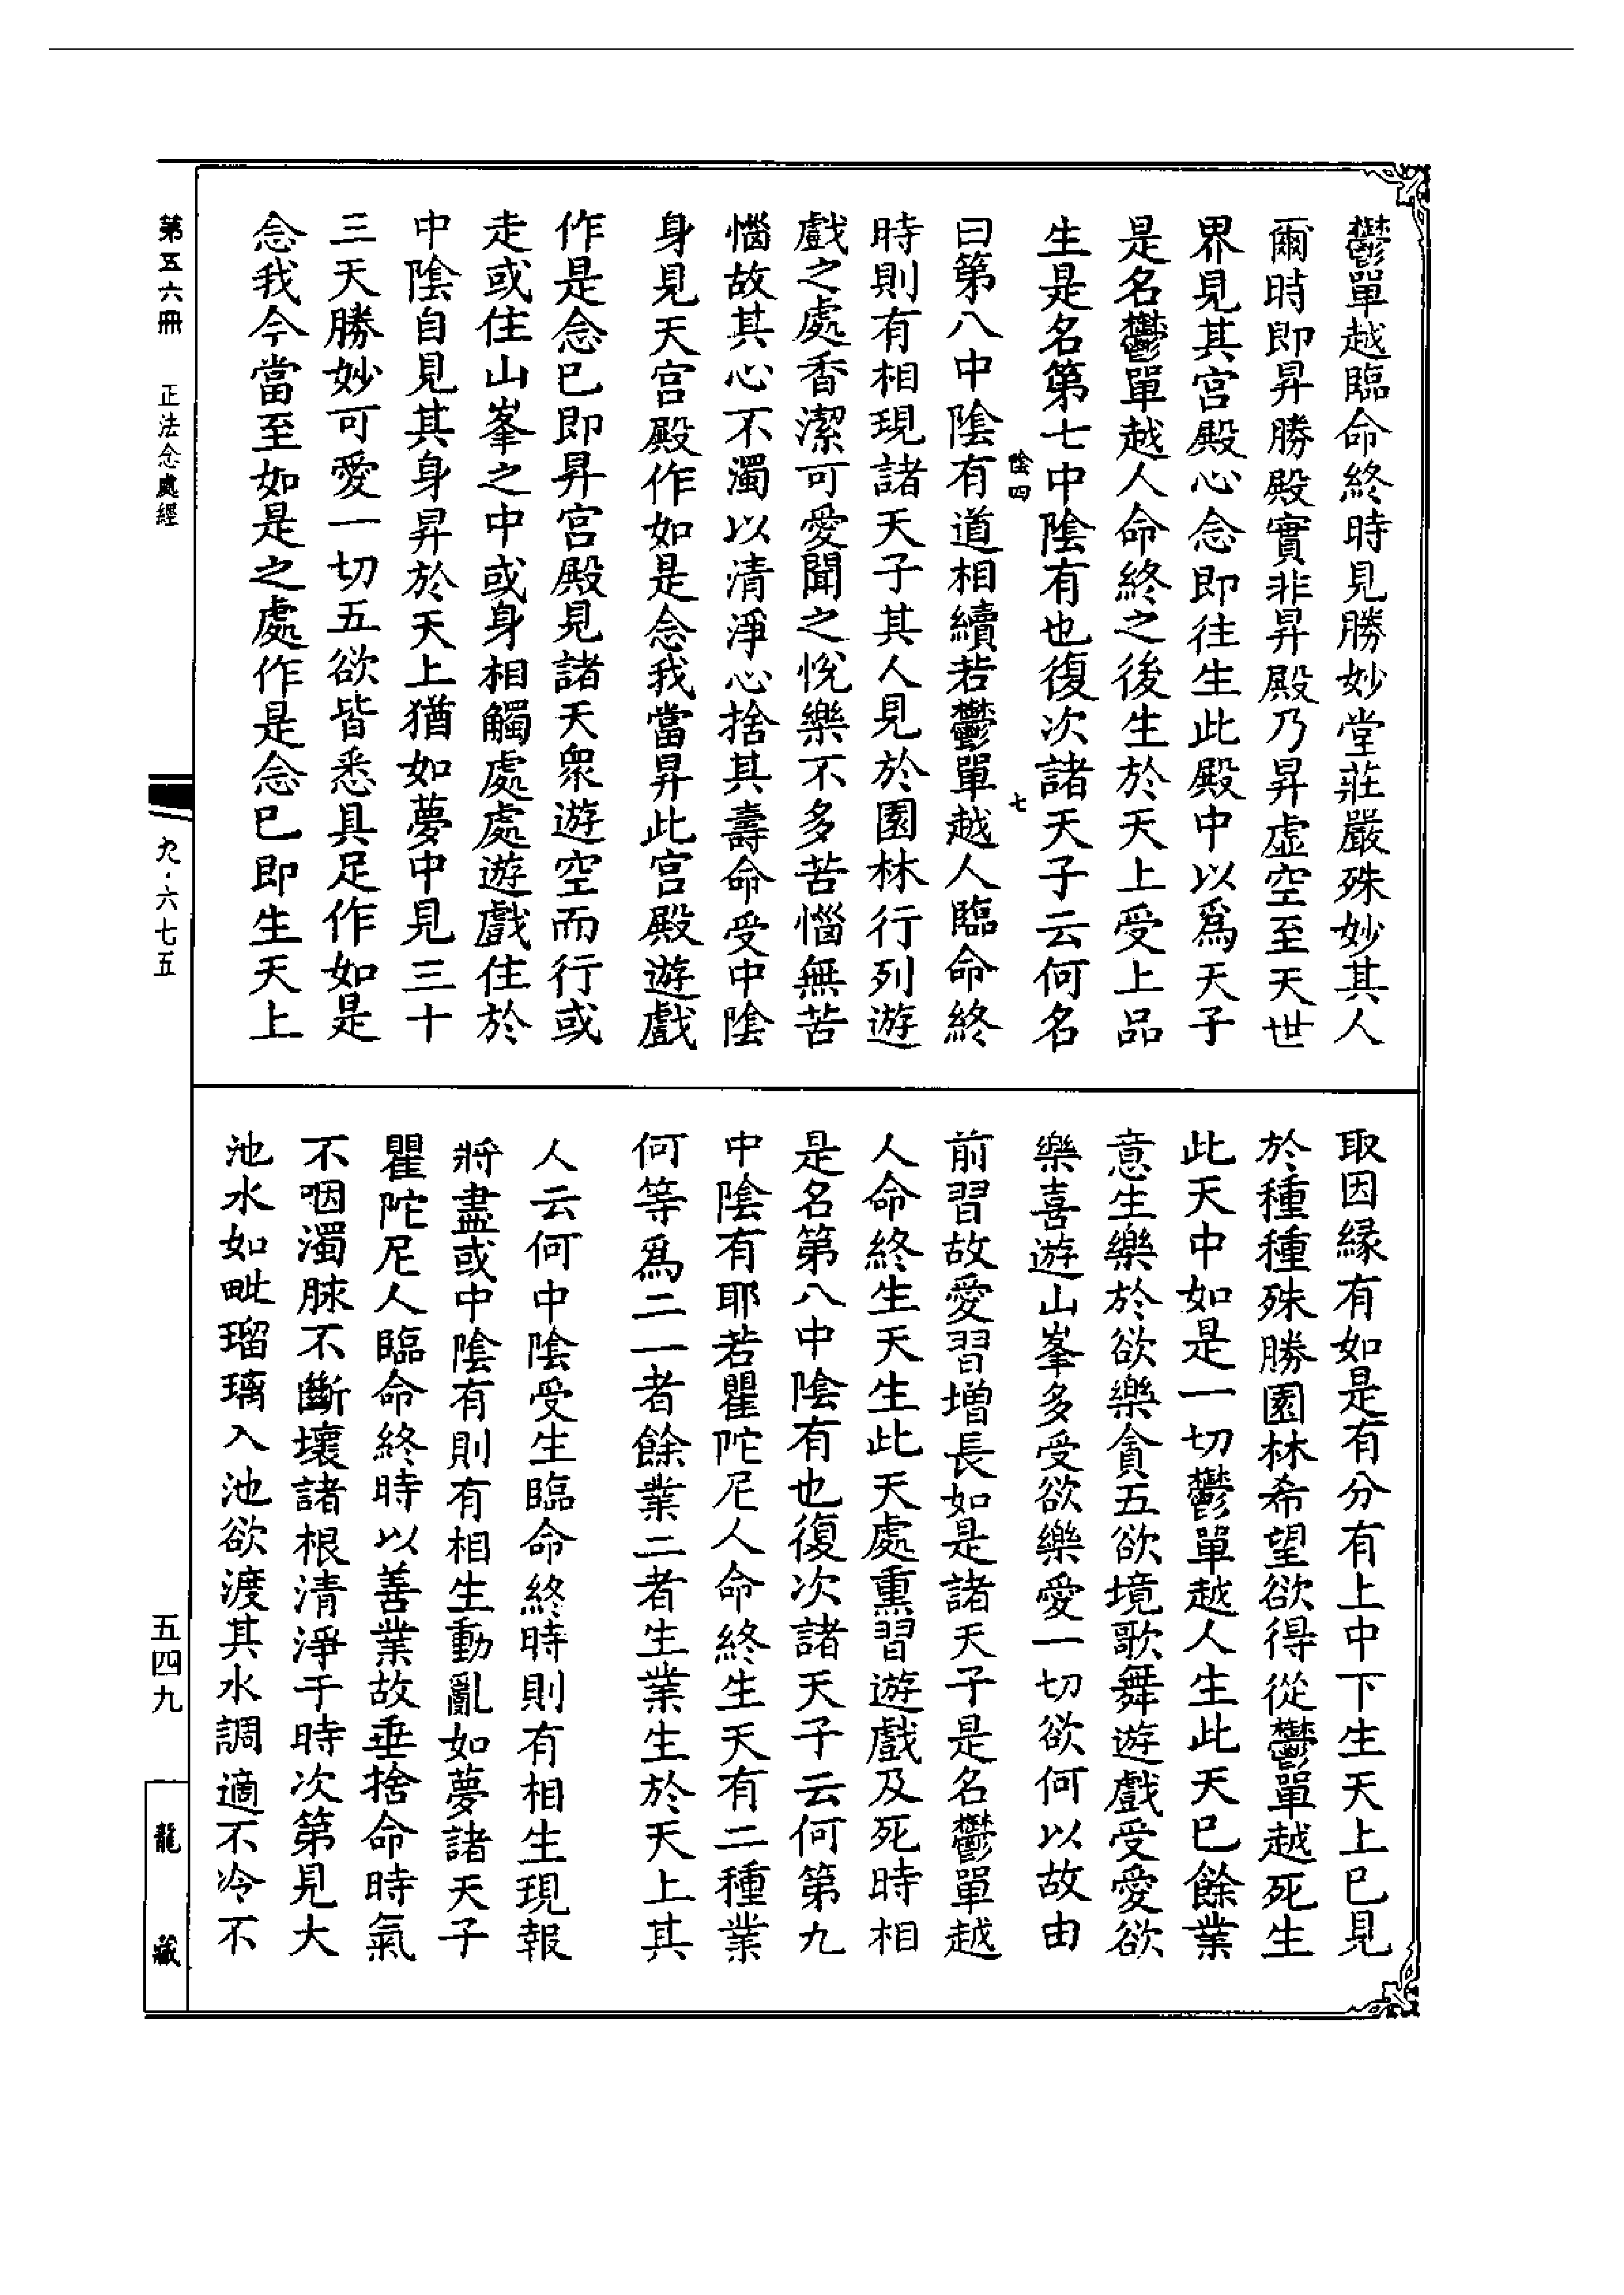 鬱單越臨命終時見勝妙堂莊嚴殊妙其人
爾時即昇勝殿實非昇殿乃昇虛空至天世
界見其宮殿心念即往生此殿中以爲天子
是名鬱單越人命終之後生於天上受上品
生是名第七中陰有也復次諸天子云何名
陰四 七
曰第八中陰有道相續若鬱單越人臨命終
時則有相現諸天子其人見於園林行列遊
戲之處香潔可愛聞之悅樂不多苦惱無苦
惱故其心不濁以清淨心捨其壽命受中陰
身見天宮殿作如是念我當昇此宮殿遊戲
作是念已即昇宮殿見諸天眾遊空而行或
走或住山峯之中或身相觸處處遊戲住於
中陰自見其身昇於天上猶如夢中見三十
三天勝妙可愛一切五欲皆悉具足作如是
念我今當至如是之處作是念已即生天上
取因緣有如是有分有上中下生天上已見
於種種殊勝園林希望欲得從鬱單越死生
此天中如是一切鬱單越人生此天已餘業
意生樂於欲樂貪五欲境歌舞遊戲受愛欲
樂喜遊山峯多受欲樂愛一切欲何以故由
前習故愛習增長如是諸天子是名鬱單越
人命終生天生此天處熏習遊戲及死時相
是名第八中陰有也復次諸天子云何第九
中陰有耶若瞿陀尼人命終生天有二種業
何等爲二一者餘業二者生業生於天上其
人云何中陰受生臨命終時則有相生現報
將盡或中陰有則有相生動亂如夢諸天子
瞿陀尼人臨命終時以善業故垂捨命時氣
不咽濁脉不斷壞諸根清淨于時次第見大
池水如毗瑠璃入池欲渡其水調適不冷不
第五六冊 正法念處經
九·六七五
五四九
龍藏